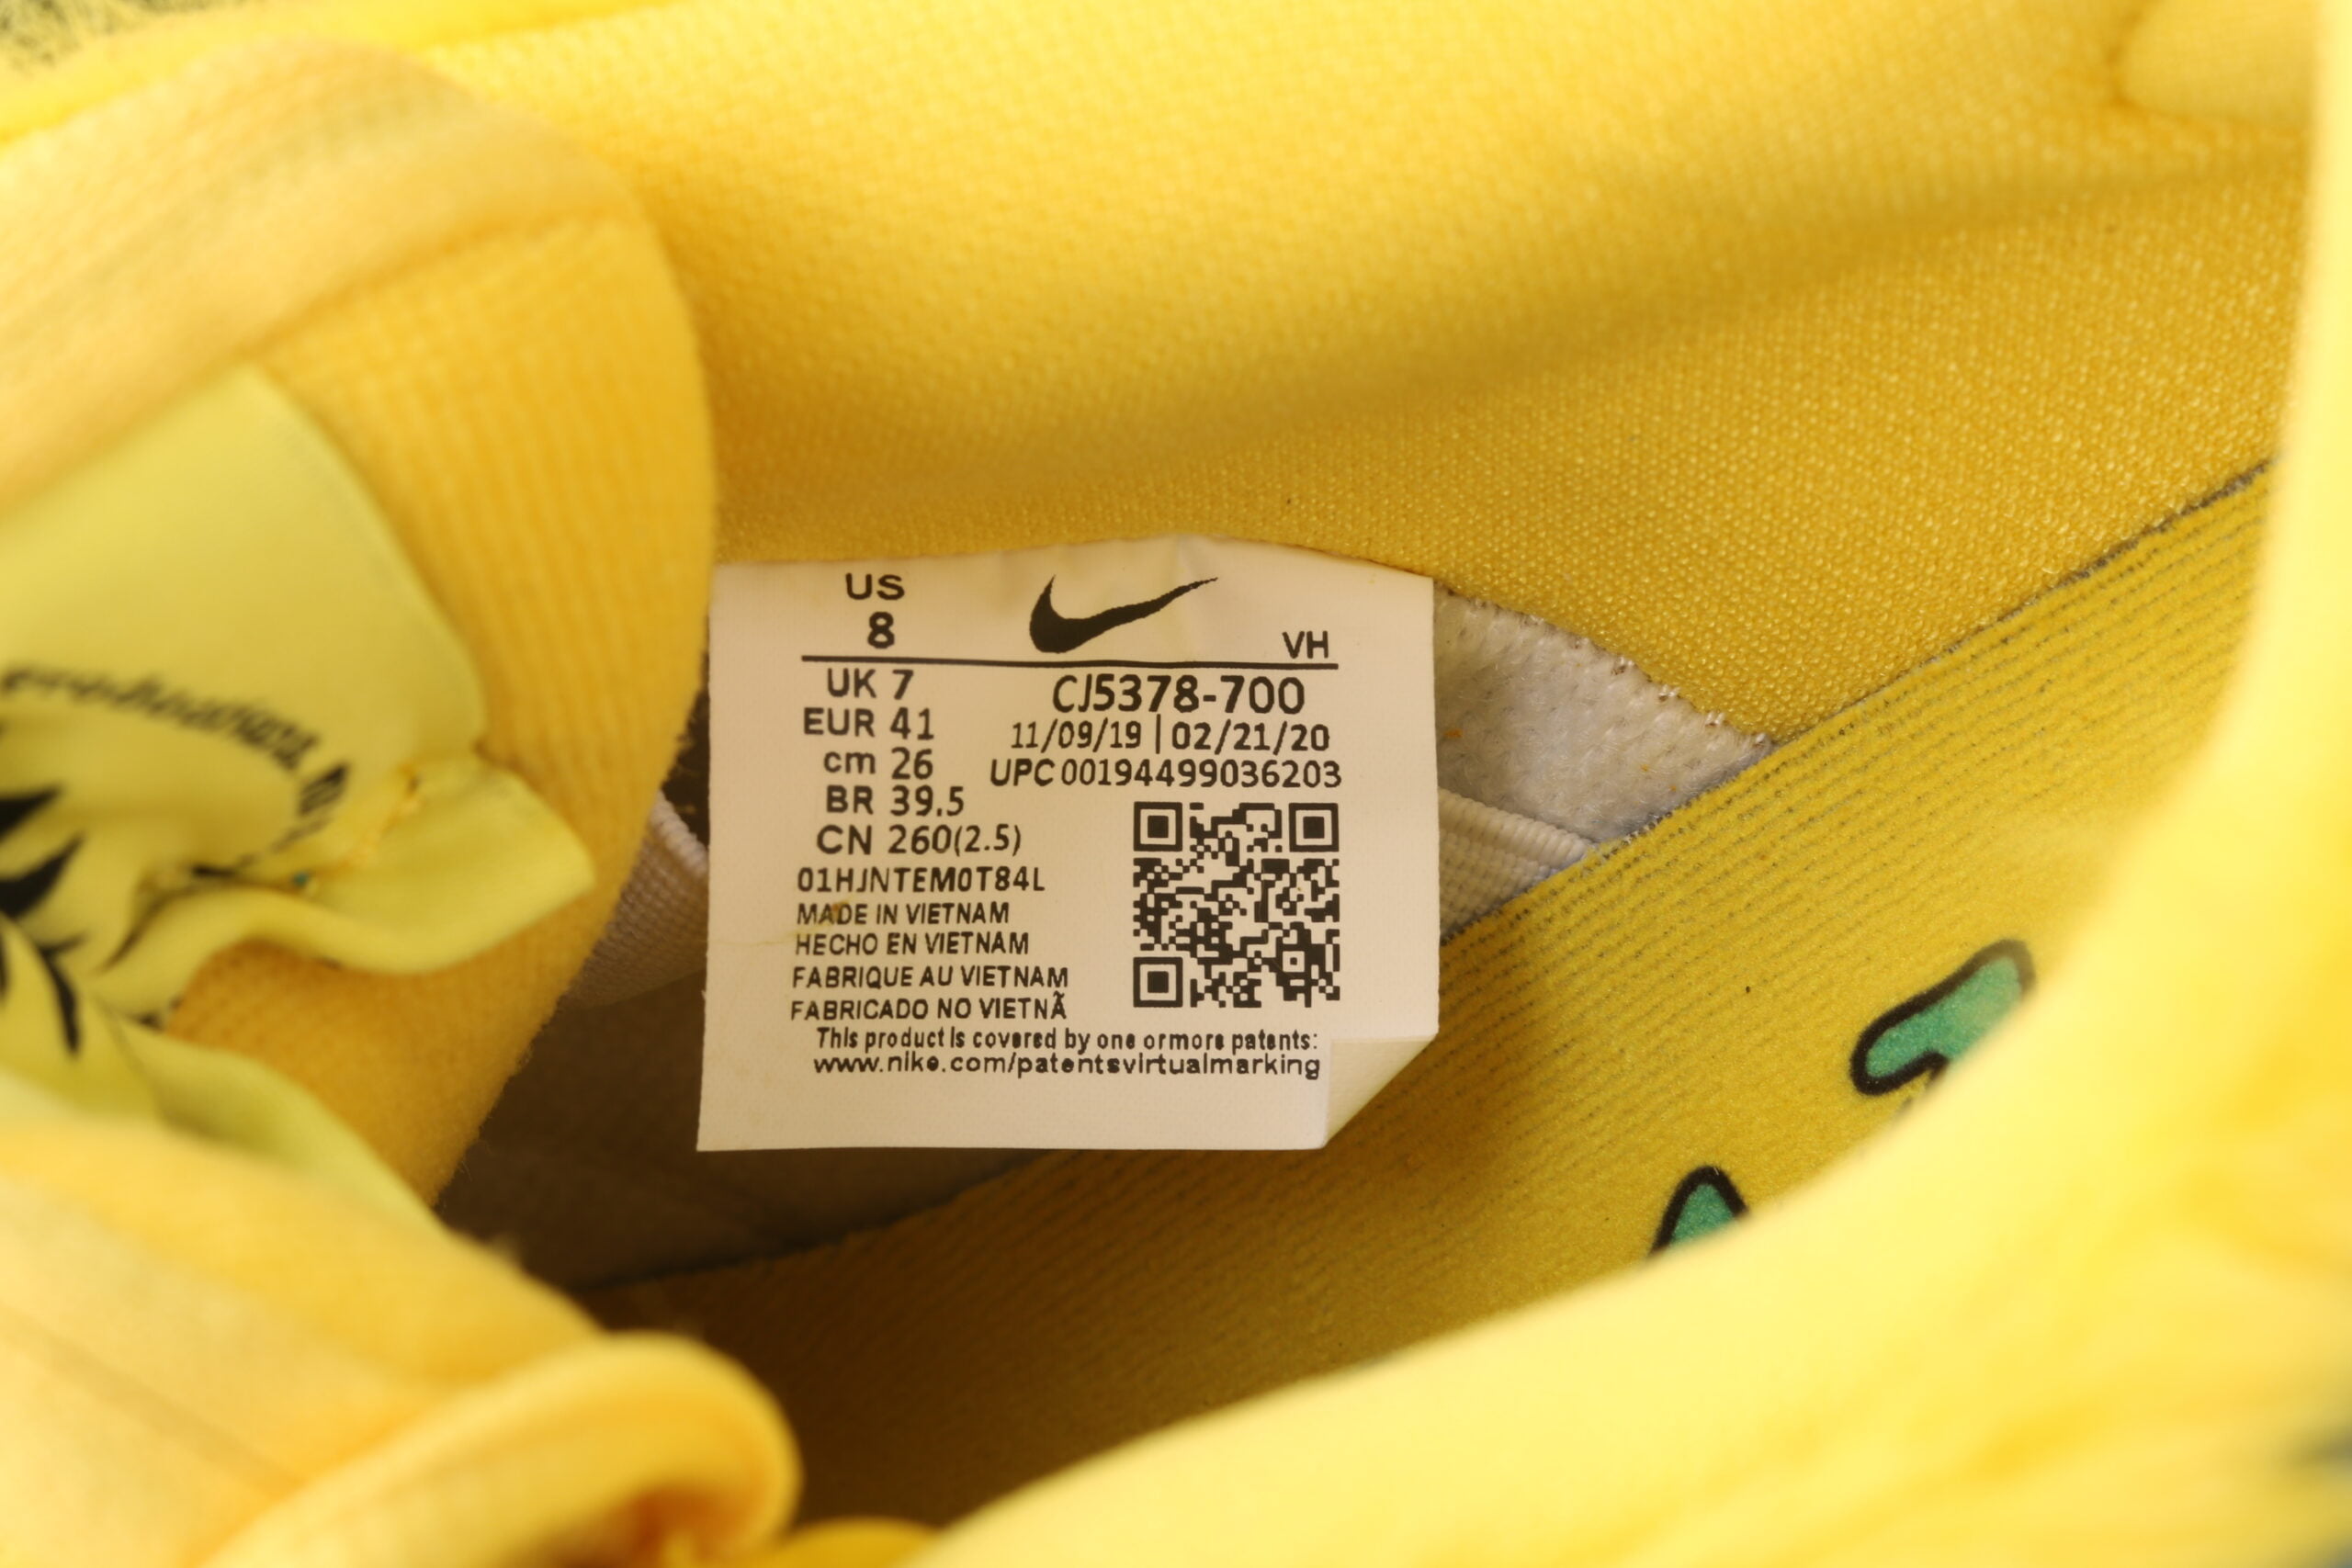 US
8
VH
UK 7
EUR 41
cm 26
BR 39.5
CN 260(2.5)
CJ5378-700
11/09/19 | 02/21/20
UPC 00194499036203
01HJNTEM0T84L
MADE IN VIETNAM
HECHO EN VIETNAM
FABRIQUE AU VIETNAM
FABRICADO NO VIETNÃ
This product is covered by one or more patents:
www.nike.com/patentsvirtualmarking